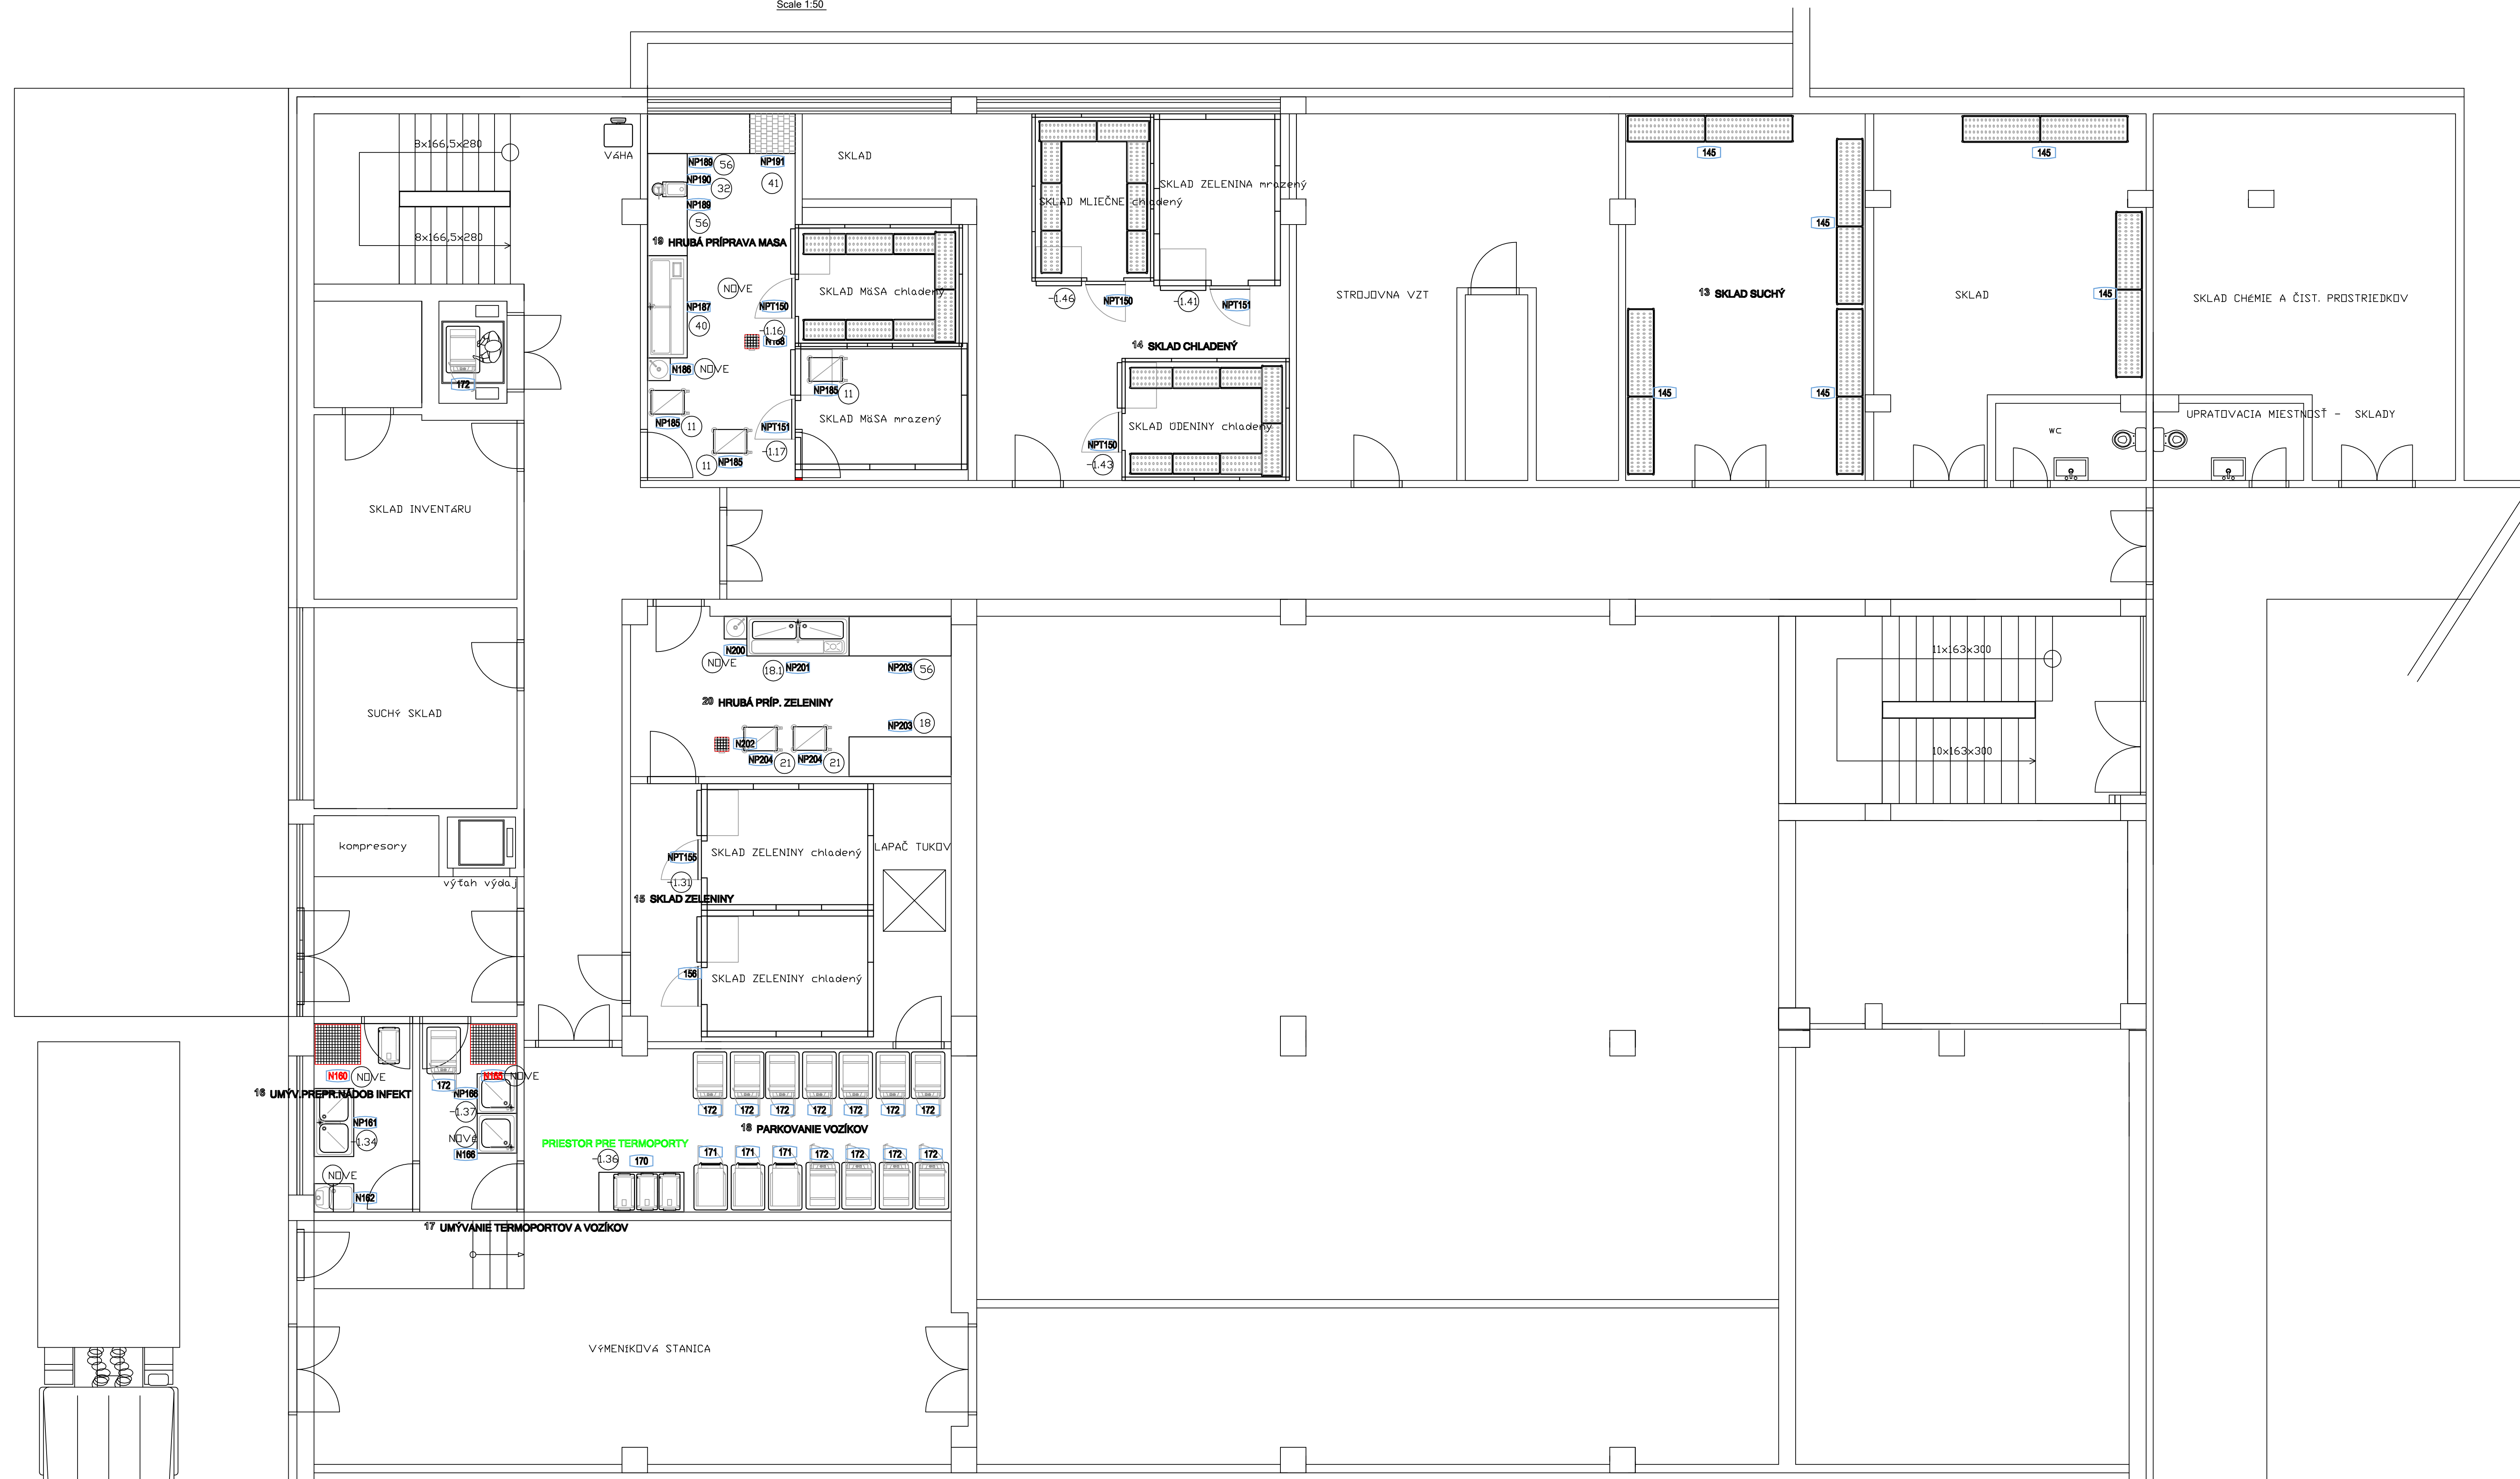 Scale 1:50
8x166,5x280
VáHA
NP189 56
NP191
SKLAD
NP190 32
41
NP189
56
SKLAD ZELENINA mrazený
SKLAD MLIEČNE chladený
145
145
145
8x166,5x280
19 HRUBÁ PRÍPRAVA MASA
NOVE
SKLAD MäSA chladený
NP187
40
NPT150
-1.16
N186 NOVE
-1.46
NPT150
-1.41
NPT151
STROJOVNA VZT
13 SKLAD SUCHÝ
SKLAD
145
SKLAD CHéMIE A ČIST. PROSTRIEDKOV
14 SKLAD CHLADENÝ
172
NP185 11
145
145
NP185 11
SKLAD MäSA mrazený
NPT151
-1.17
11 NP185
SKLAD ÚDENINY chladený
NPT150
-1.43
WC
UPRATOVACIA MIESTNOSŤ - SKLADY
SKLAD INVENTáRU
N200
NOVE
18.1 NP201
NP203 56
11x163x300
SUCHý SKLAD
20 HRUBÁ PRÍP. ZELENINY
NP203 18
N202
NP204 21
NP204 21
10x163x300
kompresory
výťah výdaj
SKLAD ZELENINY chladený
LAPAČ TUKOV
NPT155
-1.31
15 SKLAD ZELENINY
156
SKLAD ZELENINY chladený
N160 NOVE
172
N165 NOVE
16 UMÝV.PREPR.NÁDOB INFEKT
NP168
-1.37
NP161
-1.34
NOVé
N166
NOVE
N162
172
172
172
172
172
172
172
18 PARKOVANIE VOZÍKOV
PRIESTOR PRE TERMOPORTY
-1.36
170
171
171
171
172
172
172
172
17 UMÝVANIE TERMOPORTOV A VOZÍKOV
VýMENíKOVá STANICA